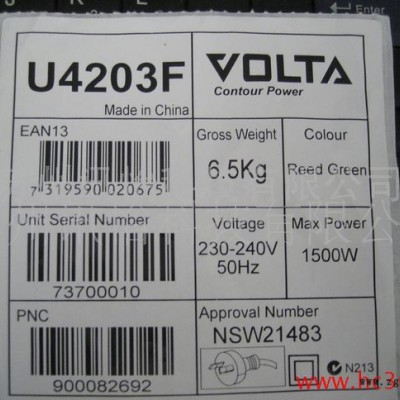 Enter
U4203F
Made in China
VOLTA
Contour Power
EAN13
7 319590 020675
Gross Weight
6.5Kg
Colour
Reed Green
Unit Serial Number
73700010
Voltage
230-240V
50Hz
Max Power
1500W
PNC
900082692
Approval Number
NSW21483
N213